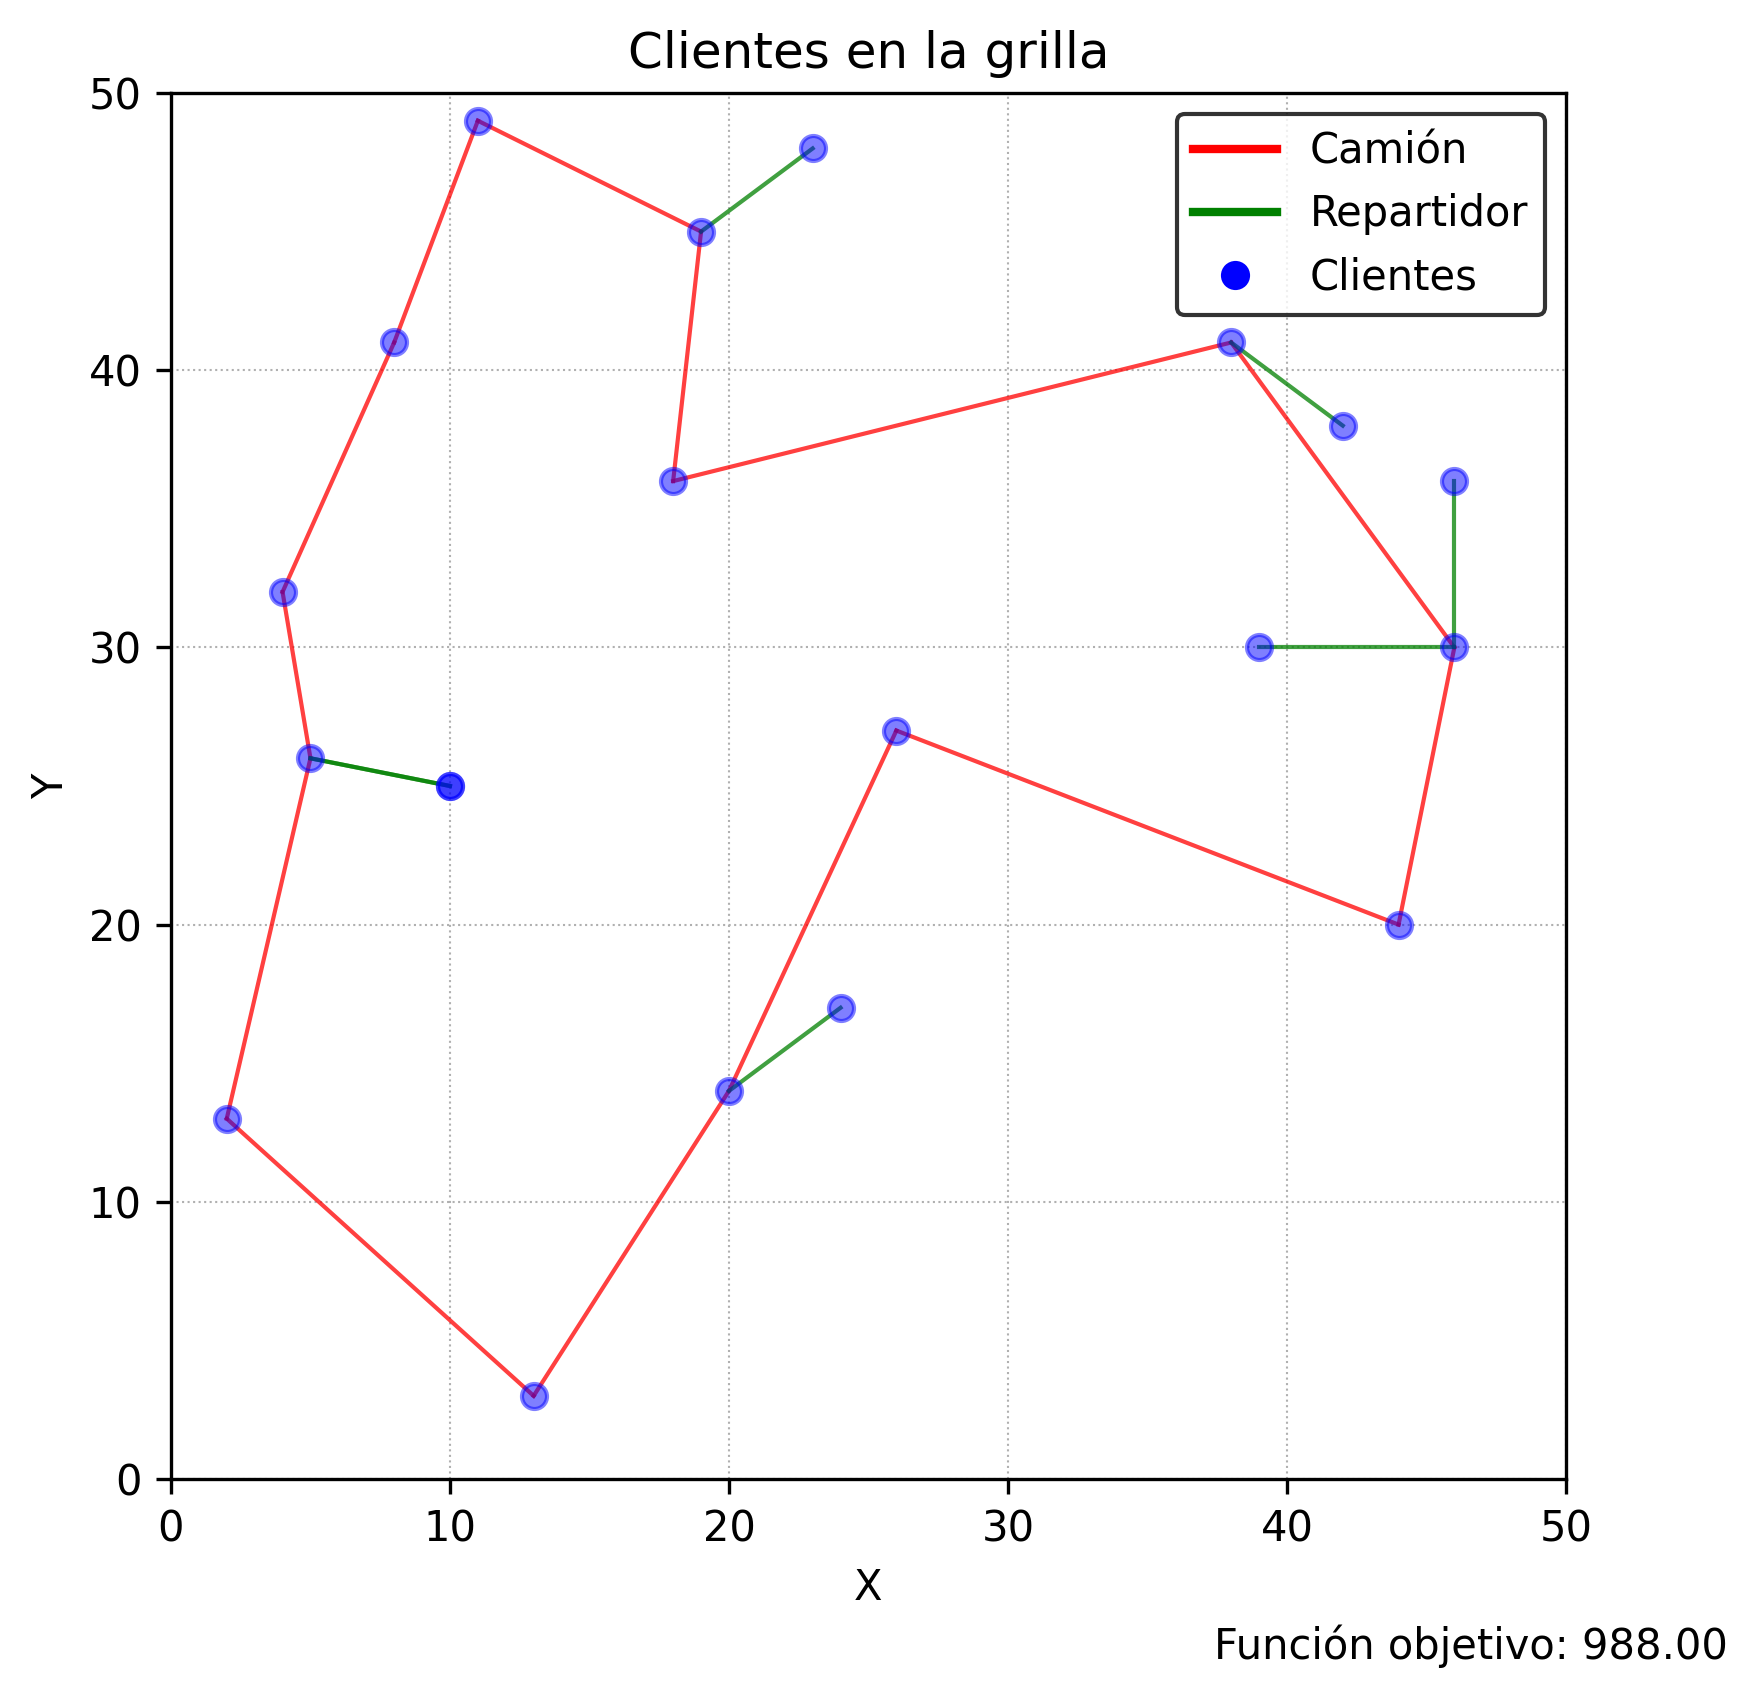 Clientes en la grilla
Camión
Repartidor
Clientes
50
40
30
20
10
0
Y
0 10 20 30 40 50
X
Función objetivo: 988.00